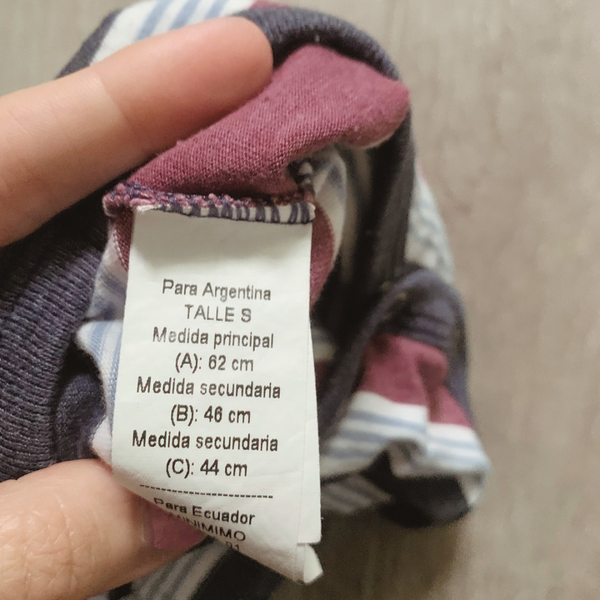 Para Argentina
TALLE S
Medida principal
(A): 62 cm
Medida secundaria
(B): 46 cm
Medida secundaria
(C): 44 cm
Para Ecuador